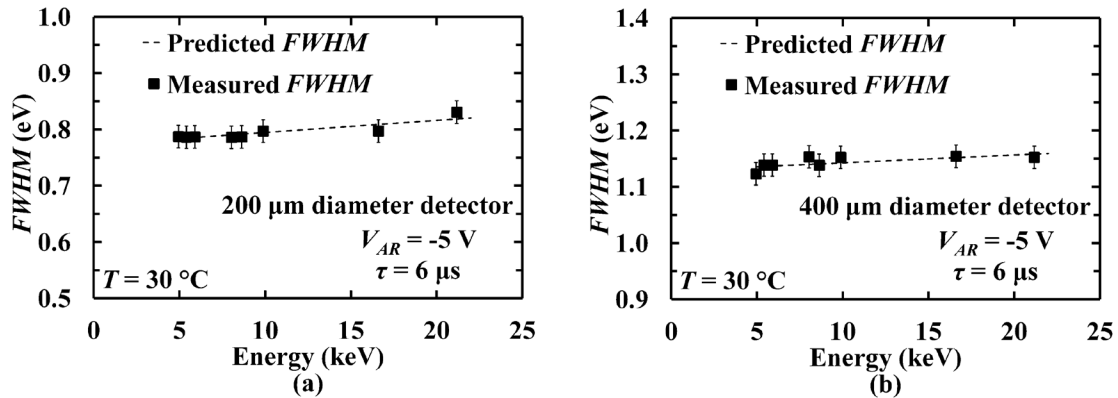 (a)
1.0
0.9
0.8
0.7
0.6
0.5
FWHM (eV)
Predicted FWHM
Measured FWHM
200 μm diameter detector
V_AR = -5 V
τ = 6 μs
T = 30 °C
0 5 10 15 20 25
Energy (keV)
(a)
(b)
1.4
1.3
1.2
1.1
1.0
0.9
FWHM (eV)
Predicted FWHM
Measured FWHM
400 μm diameter detector
V_AR = -5 V
τ = 6 μs
T = 30 °C
0 5 10 15 20 25
Energy (keV)
(b)